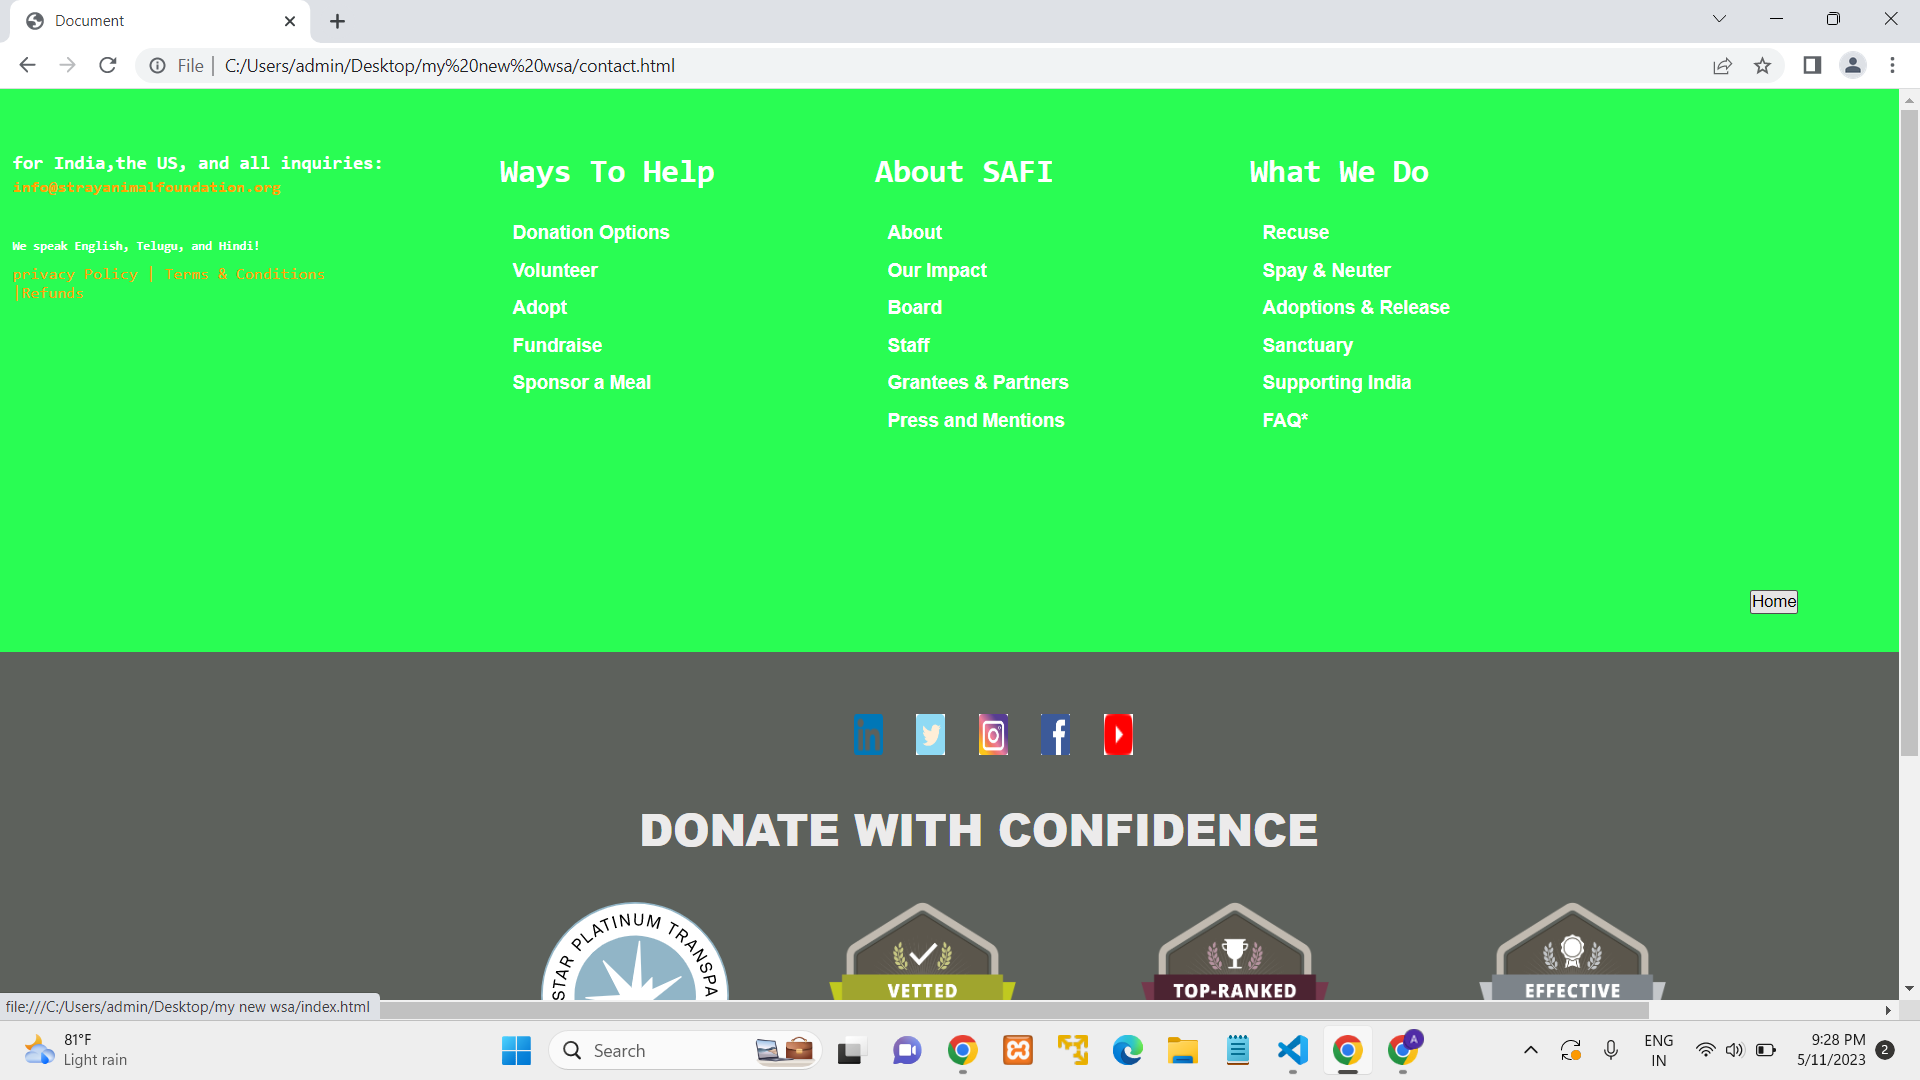 Document
File
C:/Users/admin/Desktop/my%20new%20wsa/contact.html
for India,the US, and all inquiries:
info@strayanimalfoundation.org
We speak English, Telugu, and Hindi!
privacy Policy | Terms & Conditions
|Refunds
Ways To Help
Donation Options
Volunteer
Adopt
Fundraise
Sponsor a Meal
About SAFI
About
Our Impact
Board
Staff
Grantees & Partners
Press and Mentions
What We Do
Recuse
Spay & Neuter
Adoptions & Release
Sanctuary
Supporting India
FAQ*
Home
in
f
DONATE WITH CONFIDENCE
STAR PLATINUM TRANSPA
VETTED
TOP-RANKED
EFFECTIVE
file:///C:/Users/admin/Desktop/my new wsa/index.html
81°F
Light rain
Search
A
ENG
IN
9:28 PM
5/11/2023
2